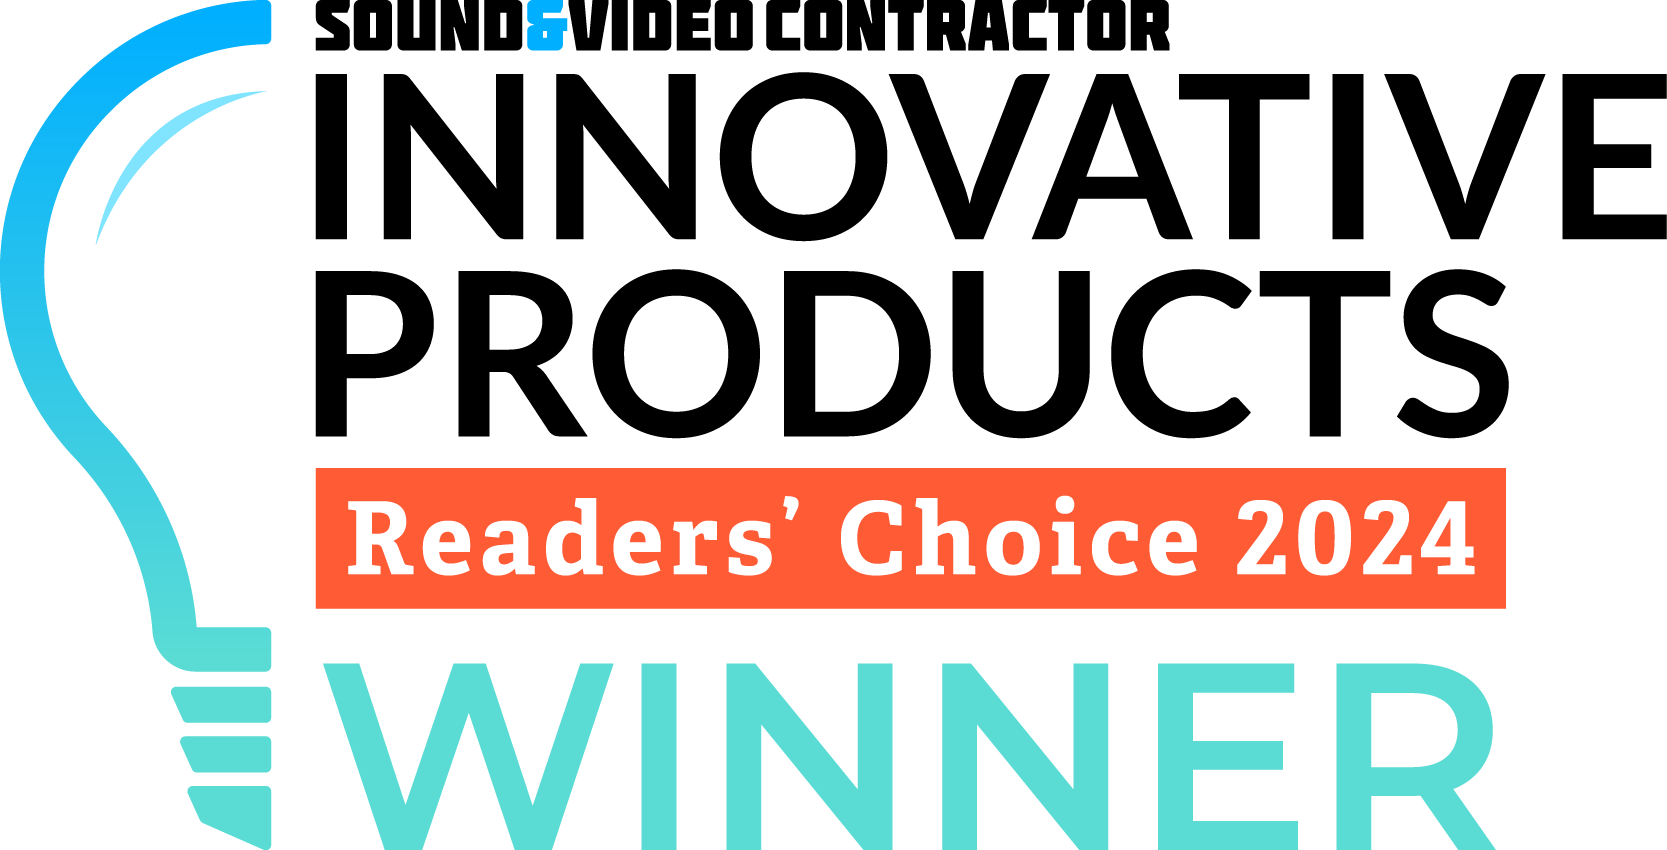 SOUND&VIDEO CONTRACTOR
INNOVATIVE
PRODUCTS
Readers’ Choice 2024
WINNER